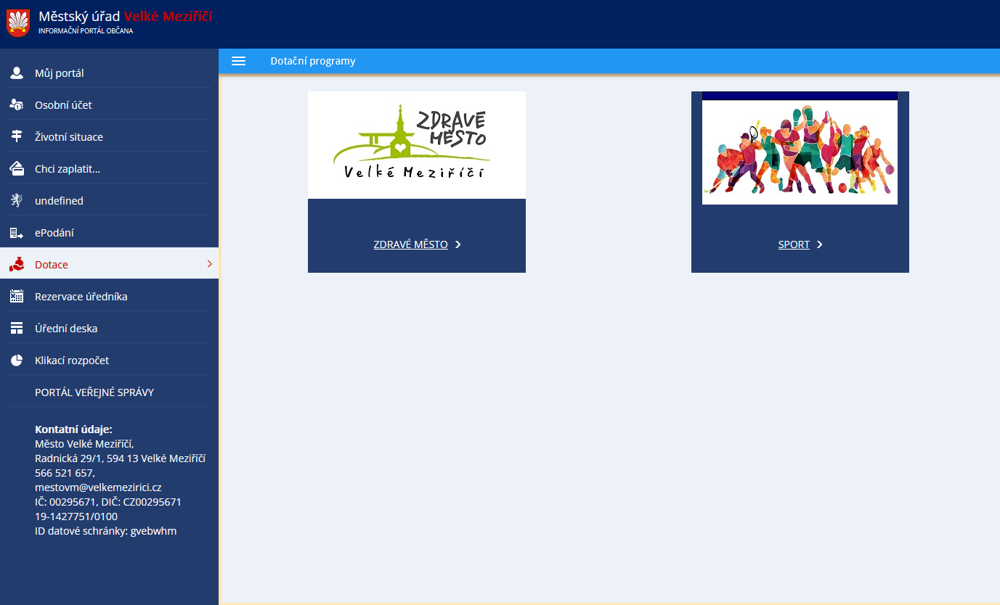 Městský úřad Velké Meziříčí
INFORMAČNÍ PORTÁL OBČANA
Můj portál
Osobní účet
Životní situace
Chci zaplatit...
undefined
ePodání
Dotace
Rezervace úředníka
Úřední deska
Klikací rozpočet
PORTÁL VEŘEJNÉ SPRÁVY
Kontatní údaje:
Město Velké Meziříčí,
Radnická 29/1, 594 13 Velké Meziříčí
566 521 657,
mestovm@velkemezirici.cz
IČ: 00295671, DIČ: CZ00295671
19-1427751/0100
ID datové schránky: gvebwhm
Dotační programy
ZDRAVÉ
MĚSTO
Velké Meziříčí
ZDRAVÉ MĚSTO
SPORT